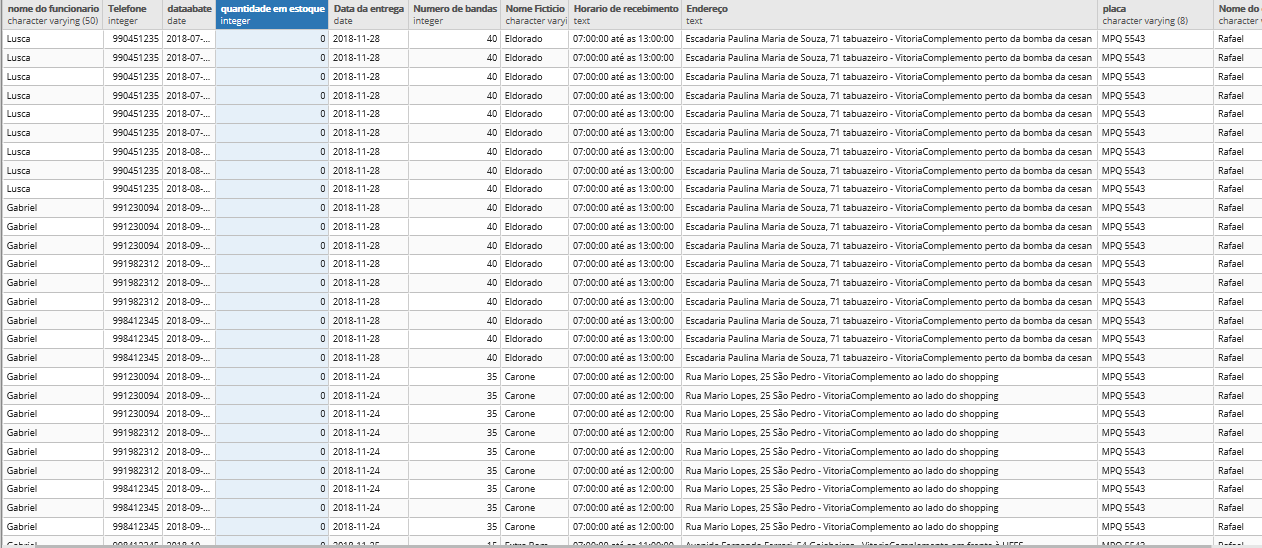 nome do funcionario Telefone dataabate quantidade em estoque Data da entrega Numero de bandas Nome Ficticio Horario de recebimento Endereço placa Nome do
character varying (50) integer date integer date integer character varyi text text character varying (8) character v
Lusca 990451235 2018-07-... 0 2018-11-28 40 Eldorado 07:00:00 até as 13:00:00 Escadaria Paulina Maria de Souza, 71 tabuazeiro - VitoriaComplemento perto da bomba da cesan MPQ 5543 Rafael
Lusca 990451235 2018-07-... 0 2018-11-28 40 Eldorado 07:00:00 até as 13:00:00 Escadaria Paulina Maria de Souza, 71 tabuazeiro - VitoriaComplemento perto da bomba da cesan MPQ 5543 Rafael
Lusca 990451235 2018-07-... 0 2018-11-28 40 Eldorado 07:00:00 até as 13:00:00 Escadaria Paulina Maria de Souza, 71 tabuazeiro - VitoriaComplemento perto da bomba da cesan MPQ 5543 Rafael
Lusca 990451235 2018-07-... 0 2018-11-28 40 Eldorado 07:00:00 até as 13:00:00 Escadaria Paulina Maria de Souza, 71 tabuazeiro - VitoriaComplemento perto da bomba da cesan MPQ 5543 Rafael
Lusca 990451235 2018-07-... 0 2018-11-28 40 Eldorado 07:00:00 até as 13:00:00 Escadaria Paulina Maria de Souza, 71 tabuazeiro - VitoriaComplemento perto da bomba da cesan MPQ 5543 Rafael
Lusca 990451235 2018-07-... 0 2018-11-28 40 Eldorado 07:00:00 até as 13:00:00 Escadaria Paulina Maria de Souza, 71 tabuazeiro - VitoriaComplemento perto da bomba da cesan MPQ 5543 Rafael
Lusca 990451235 2018-08-... 0 2018-11-28 40 Eldorado 07:00:00 até as 13:00:00 Escadaria Paulina Maria de Souza, 71 tabuazeiro - VitoriaComplemento perto da bomba da cesan MPQ 5543 Rafael
Lusca 990451235 2018-08-... 0 2018-11-28 40 Eldorado 07:00:00 até as 13:00:00 Escadaria Paulina Maria de Souza, 71 tabuazeiro - VitoriaComplemento perto da bomba da cesan MPQ 5543 Rafael
Lusca 990451235 2018-08-... 0 2018-11-28 40 Eldorado 07:00:00 até as 13:00:00 Escadaria Paulina Maria de Souza, 71 tabuazeiro - VitoriaComplemento perto da bomba da cesan MPQ 5543 Rafael
Gabriel 991230094 2018-09-... 0 2018-11-28 40 Eldorado 07:00:00 até as 13:00:00 Escadaria Paulina Maria de Souza, 71 tabuazeiro - VitoriaComplemento perto da bomba da cesan MPQ 5543 Rafael
Gabriel 991230094 2018-09-... 0 2018-11-28 40 Eldorado 07:00:00 até as 13:00:00 Escadaria Paulina Maria de Souza, 71 tabuazeiro - VitoriaComplemento perto da bomba da cesan MPQ 5543 Rafael
Gabriel 991230094 2018-09-... 0 2018-11-28 40 Eldorado 07:00:00 até as 13:00:00 Escadaria Paulina Maria de Souza, 71 tabuazeiro - VitoriaComplemento perto da bomba da cesan MPQ 5543 Rafael
Gabriel 991982312 2018-09-... 0 2018-11-28 40 Eldorado 07:00:00 até as 13:00:00 Escadaria Paulina Maria de Souza, 71 tabuazeiro - VitoriaComplemento perto da bomba da cesan MPQ 5543 Rafael
Gabriel 991982312 2018-09-... 0 2018-11-28 40 Eldorado 07:00:00 até as 13:00:00 Escadaria Paulina Maria de Souza, 71 tabuazeiro - VitoriaComplemento perto da bomba da cesan MPQ 5543 Rafael
Gabriel 991982312 2018-09-... 0 2018-11-28 40 Eldorado 07:00:00 até as 13:00:00 Escadaria Paulina Maria de Souza, 71 tabuazeiro - VitoriaComplemento perto da bomba da cesan MPQ 5543 Rafael
Gabriel 998412345 2018-09-... 0 2018-11-28 40 Eldorado 07:00:00 até as 13:00:00 Escadaria Paulina Maria de Souza, 71 tabuazeiro - VitoriaComplemento perto da bomba da cesan MPQ 5543 Rafael
Gabriel 998412345 2018-09-... 0 2018-11-28 40 Eldorado 07:00:00 até as 13:00:00 Escadaria Paulina Maria de Souza, 71 tabuazeiro - VitoriaComplemento perto da bomba da cesan MPQ 5543 Rafael
Gabriel 998412345 2018-09-... 0 2018-11-28 40 Eldorado 07:00:00 até as 13:00:00 Escadaria Paulina Maria de Souza, 71 tabuazeiro - VitoriaComplemento perto da bomba da cesan MPQ 5543 Rafael
Gabriel 991230094 2018-09-... 0 2018-11-24 35 Carone 07:00:00 até as 12:00:00 Rua Mario Lopes, 25 São Pedro - VitoriaComplemento ao lado do shopping MPQ 5543 Rafael
Gabriel 991230094 2018-09-... 0 2018-11-24 35 Carone 07:00:00 até as 12:00:00 Rua Mario Lopes, 25 São Pedro - VitoriaComplemento ao lado do shopping MPQ 5543 Rafael
Gabriel 991230094 2018-09-... 0 2018-11-24 35 Carone 07:00:00 até as 12:00:00 Rua Mario Lopes, 25 São Pedro - VitoriaComplemento ao lado do shopping MPQ 5543 Rafael
Gabriel 991982312 2018-09-... 0 2018-11-24 35 Carone 07:00:00 até as 12:00:00 Rua Mario Lopes, 25 São Pedro - VitoriaComplemento ao lado do shopping MPQ 5543 Rafael
Gabriel 991982312 2018-09-... 0 2018-11-24 35 Carone 07:00:00 até as 12:00:00 Rua Mario Lopes, 25 São Pedro - VitoriaComplemento ao lado do shopping MPQ 5543 Rafael
Gabriel 991982312 2018-09-... 0 2018-11-24 35 Carone 07:00:00 até as 12:00:00 Rua Mario Lopes, 25 São Pedro - VitoriaComplemento ao lado do shopping MPQ 5543 Rafael
Gabriel 998412345 2018-09-... 0 2018-11-24 35 Carone 07:00:00 até as 12:00:00 Rua Mario Lopes, 25 São Pedro - VitoriaComplemento ao lado do shopping MPQ 5543 Rafael
Gabriel 998412345 2018-09-... 0 2018-11-24 35 Carone 07:00:00 até as 12:00:00 Rua Mario Lopes, 25 São Pedro - VitoriaComplemento ao lado do shopping MPQ 5543 Rafael
Gabriel 998412345 2018-09-... 0 2018-11-24 35 Carone 07:00:00 até as 12:00:00 Rua Mario Lopes, 25 São Pedro - VitoriaComplemento ao lado do shopping MPQ 5543 Rafael